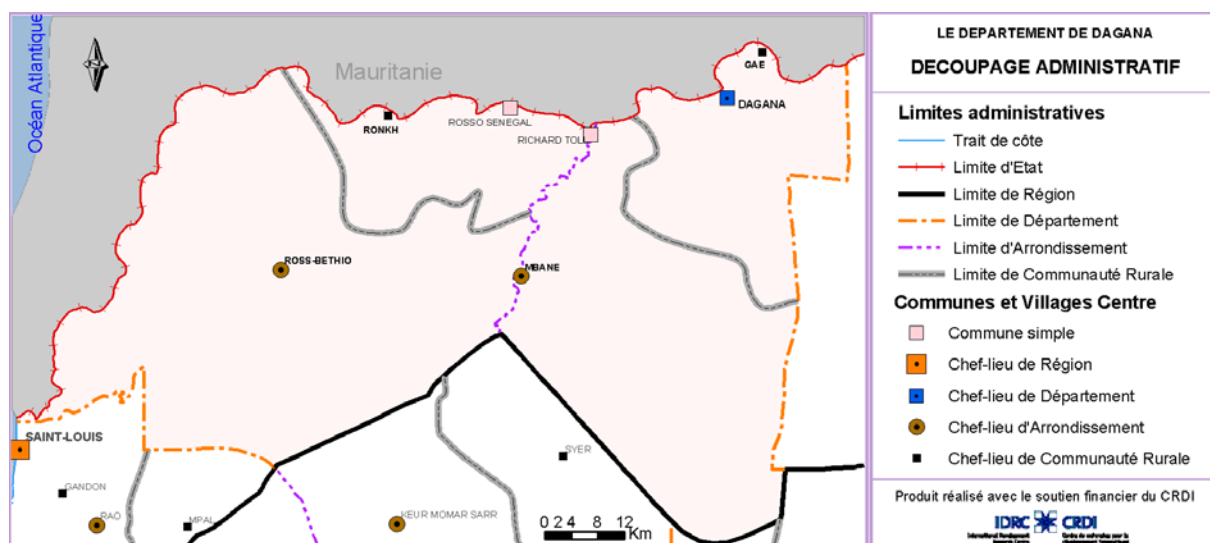 Océan Atlantique
Mauritanie
GAE
DAGANA
RONKH
ROSSO SENEGAL
RICHARD TOLL
ROSS-BETHIO
MBANE
SAINT-LOUIS
GANDON
RAO
MPAL
SYER
KEUR MOMAR SARR
0 2 4 8 12
Km
LE DEPARTEMENT DE DAGANA
DECOUPAGE ADMINISTRATIF
Limites administratives
Trait de côte
Limite d'Etat
Limite de Région
Limite de Département
Limite d'Arrondissement
Limite de Communauté Rurale
Communes et Villages Centre
Commune simple
Chef-lieu de Région
Chef-lieu de Département
Chef-lieu d'Arrondissement
Chef-lieu de Communauté Rurale
Produit réalisé avec le soutien financier du CRDI
IDRC CRDI